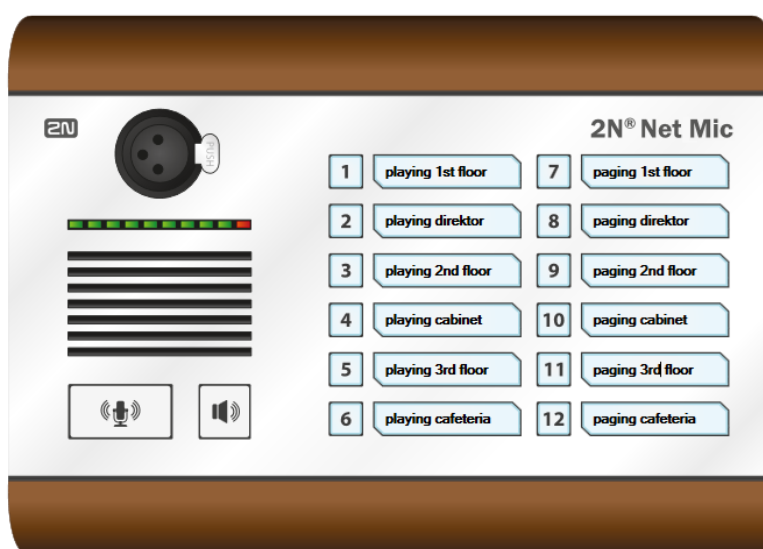 2N
2N® Net Mic
PUSH
1 playing 1st floor
2 playing direktor
3 playing 2nd floor
4 playing cabinet
5 playing 3rd floor
6 playing cafeteria
7 paging 1st floor
8 paging direktor
9 paging 2nd floor
10 paging cabinet
11 paging 3rd floor
12 paging cafeteria